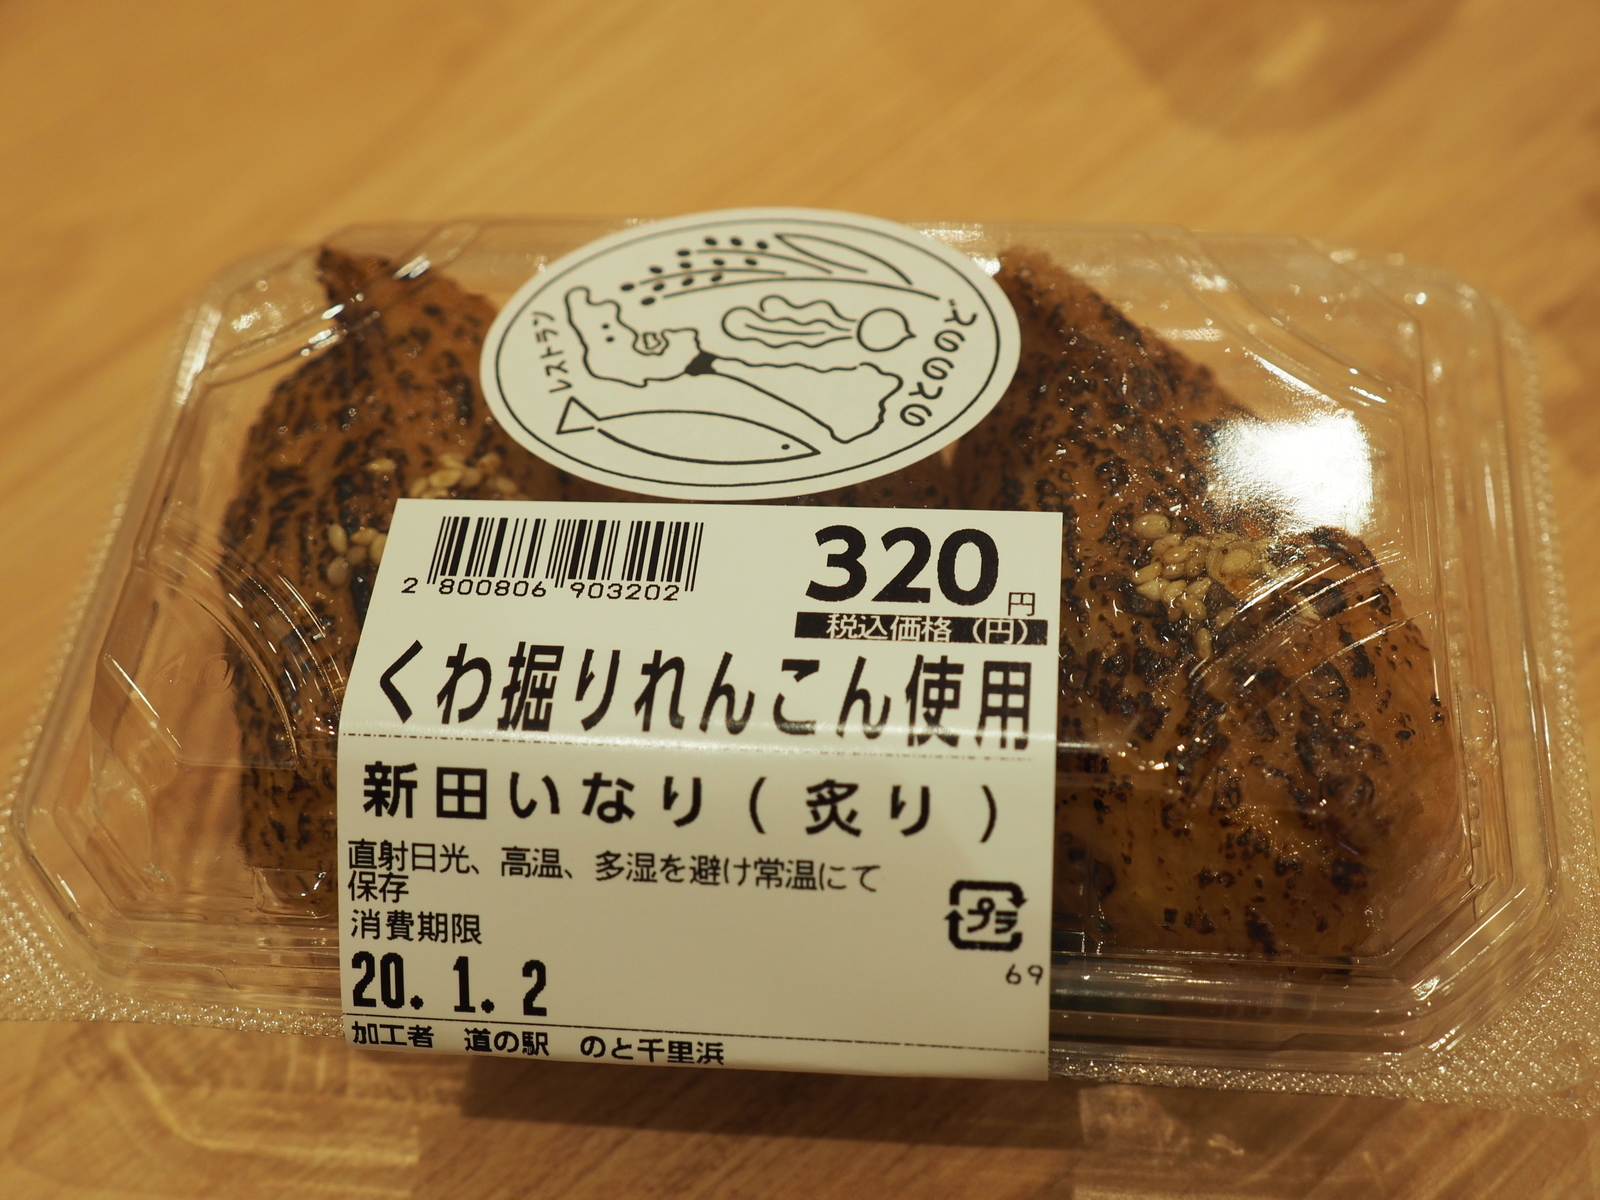 レストラン
のとののど
320円
2 800806 903202
税込価格（円）
くわ掘りれんこん使用
新田いなり（炙り）
直射日光、高温、多湿を避け常温にて
保存
消費期限
プラ
20. 1. 2
69
加工者 道の駅 のと千里浜